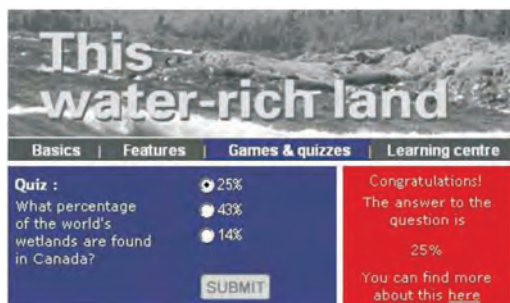 This
water-rich land
Basics | Features | Games & quizzes | Learning centre
Quiz :
What percentage
of the world's
wetlands are found
in Canada?
25%
43%
14%
SUBMIT
Congratulations!
The answer to the
question is
25%
You can find more
about this here